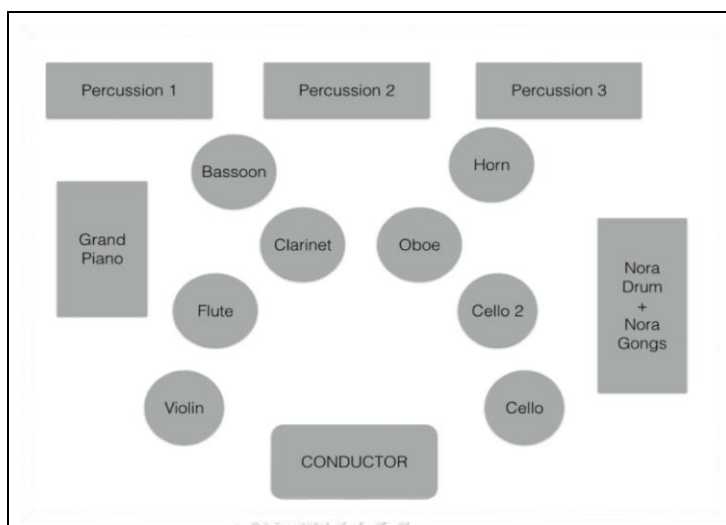 Percussion 1
Percussion 2
Percussion 3
Bassoon
Horn
Grand
Piano
Clarinet
Oboe
Nora
Drum
+
Nora
Gongs
Flute
Cello 2
Violin
Cello
CONDUCTOR